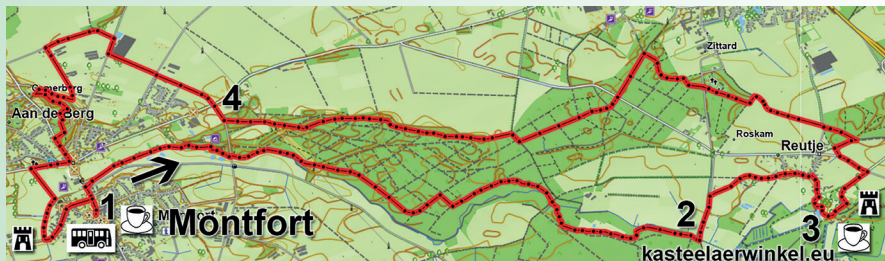 Zittard
4
Aan de Berg
Roskam
Reutje
1
Montfort
2
3
kasteelaerwinkel.eu